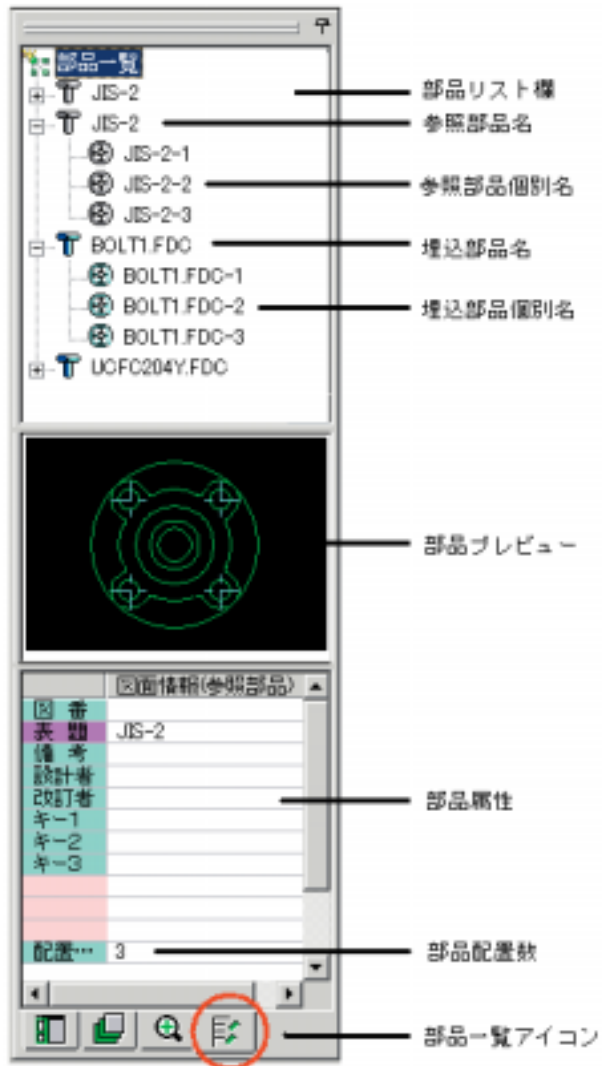 部品一覧
JIS-2 部品リスト欄
JIS-2 参照部品名
JIS-2-1
JIS-2-2 参照部品個別名
JIS-2-3
BOLT1.FDC 埋込部品名
BOLT1.FDC-1
BOLT1.FDC-2 埋込部品個別名
BOLT1.FDC-3
UCFC204Y.FDC
部品プレビュー
図面情報(参照部品)
図 番
表 題 JIS-2
備 考
設計者
改訂者 部品属性
キー1
キー2
キー3
配置… 3 部品配置数
部品一覧アイコン